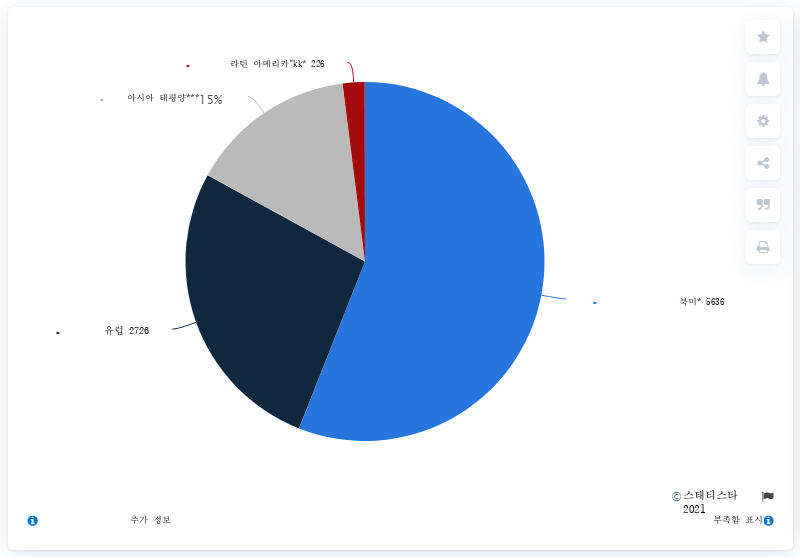 라틴 아메리카"kk* 226
아시아 태평양***15%
북미* 5636
유럽 2726
©스태티스타
2021
추가 정보
부족함 표시